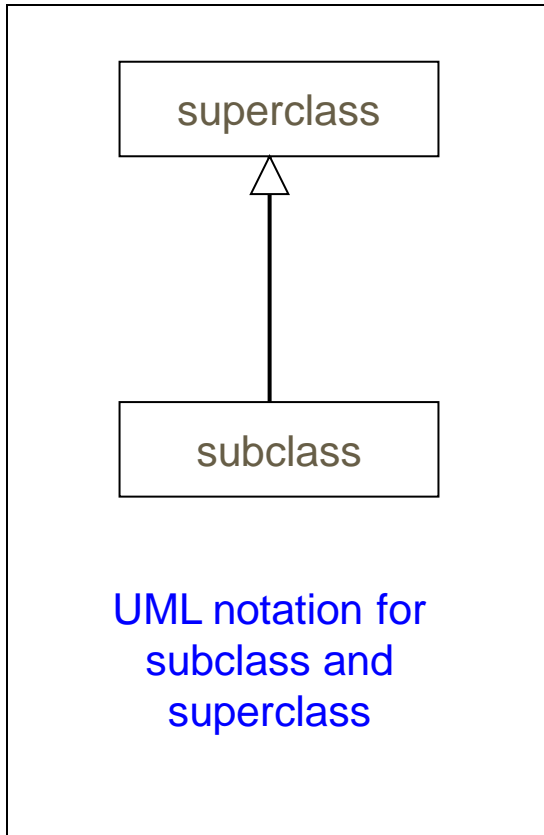 superclass
subclass
UML notation for
subclass and
superclass